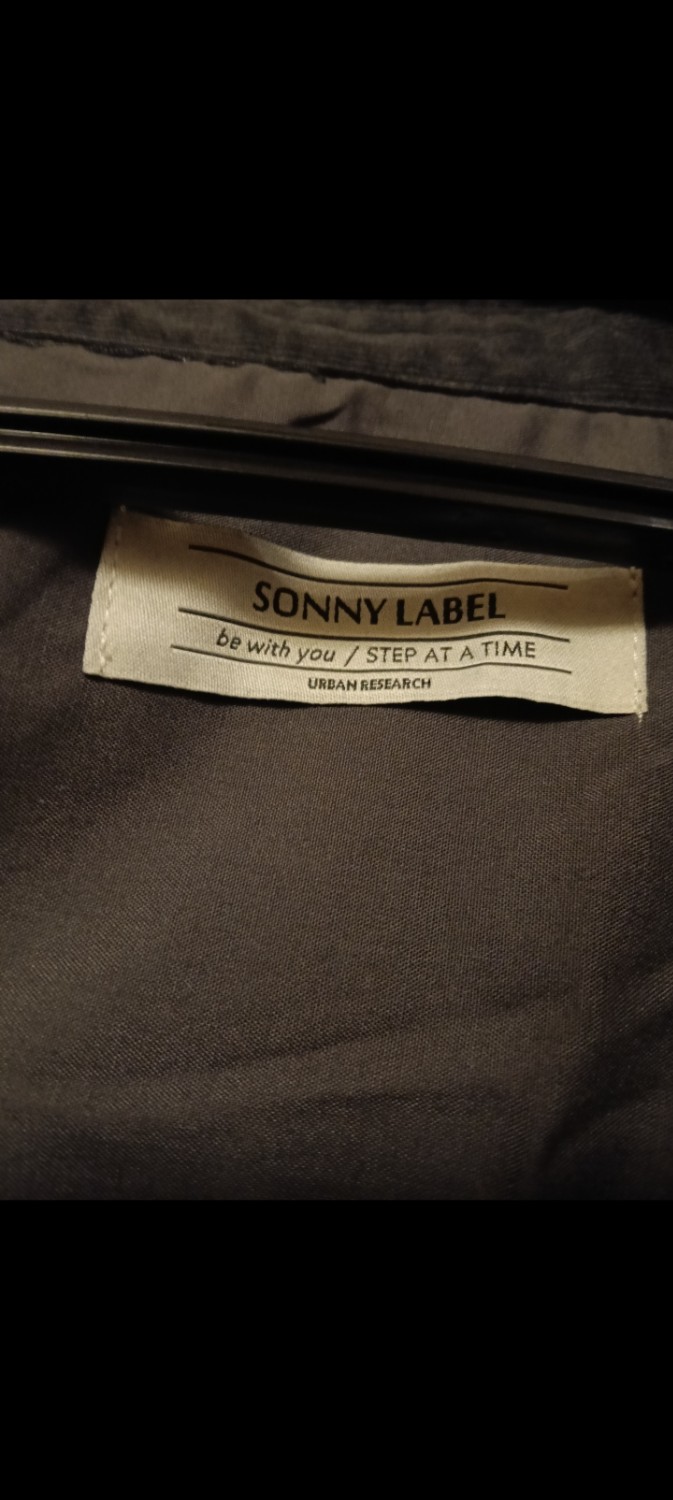 SONNY LABEL
be with you / STEP AT A TIME
URBAN RESEARCH